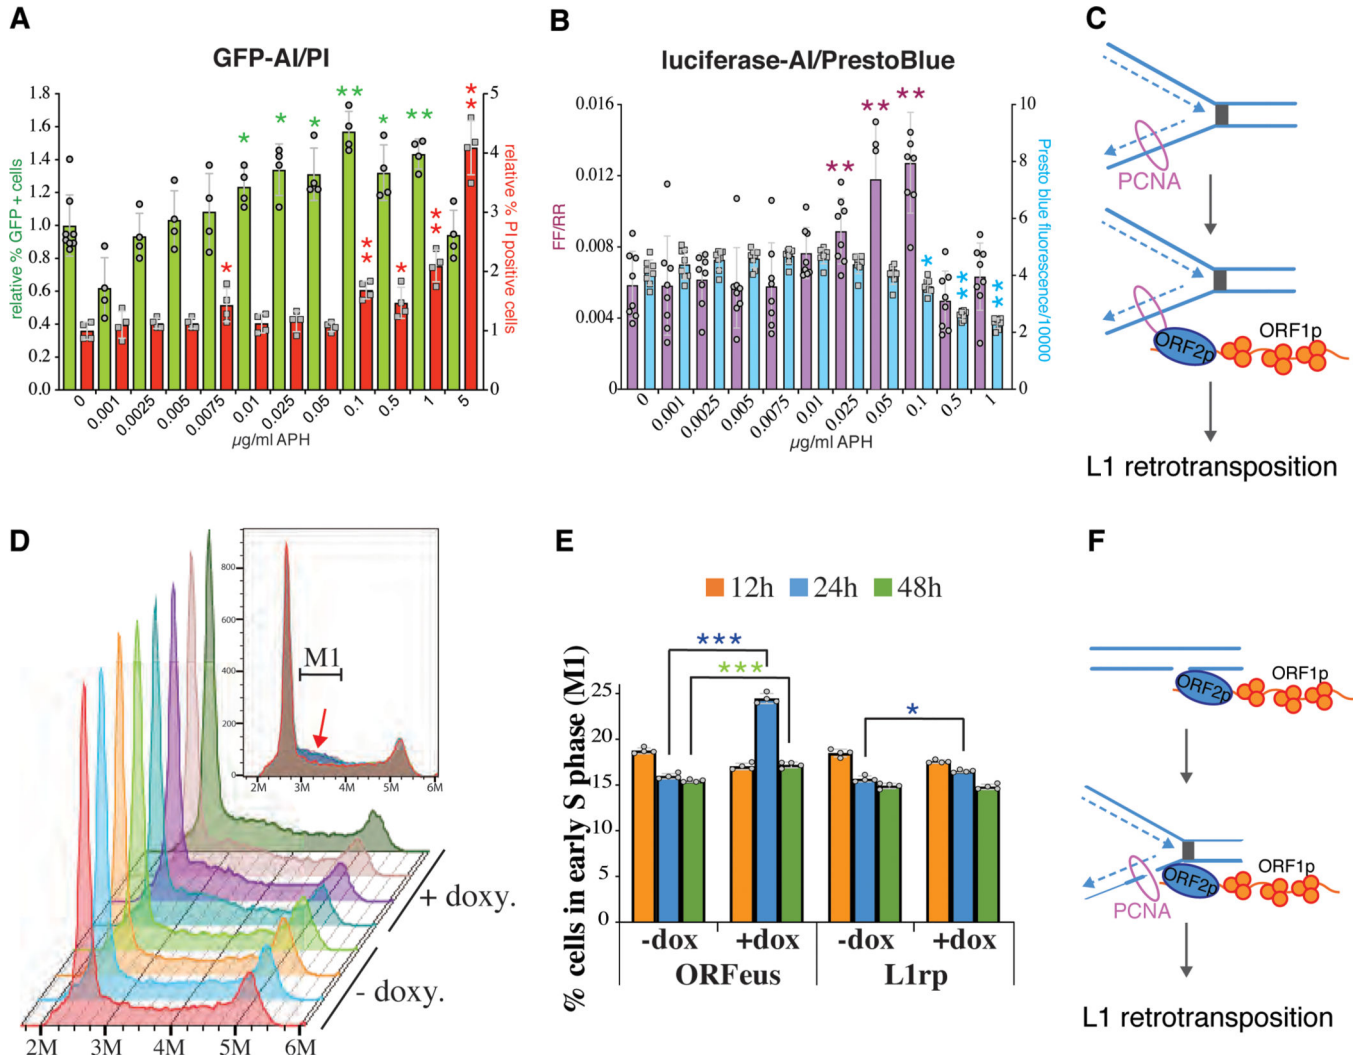 A
GFP-AI/PI
relative % GFP + cells
1.8
1.6
1.4
1.2
1.0
0.8
0.6
0.4
0.2
0.0
**
*
*
*
*
**
*
**
*
**
**
5
4
3
2
1
0
relative % PI positive cells
0
0.001
0.0025
0.005
0.0075
0.01
0.025
0.05
0.1
0.5
1
5
µg/ml APH
B
luciferase-AI/PrestoBlue
FF/RR
0.016
0.012
0.008
0.004
0
**
**
**
*
**
**
10
8
6
4
2
0
Presto blue fluorescence/10000
0
0.001
0.0025
0.005
0.0075
0.01
0.025
0.05
0.1
0.5
1
µg/ml APH
C
PCNA
ORF2p
ORF1p
L1 retrotransposition
D
800
600
400
200
0
M1
2M
3M
4M
5M
6M
+ doxy.
- doxy.
2M
3M
4M
5M
6M
E
12h
24h
48h
% cells in early S phase (M1)
25
20
15
10
5
0
***
***
*
-dox
+dox
-dox
+dox
ORFeus
L1rp
F
ORF2p
ORF1p
PCNA
ORF2p
ORF1p
L1 retrotransposition